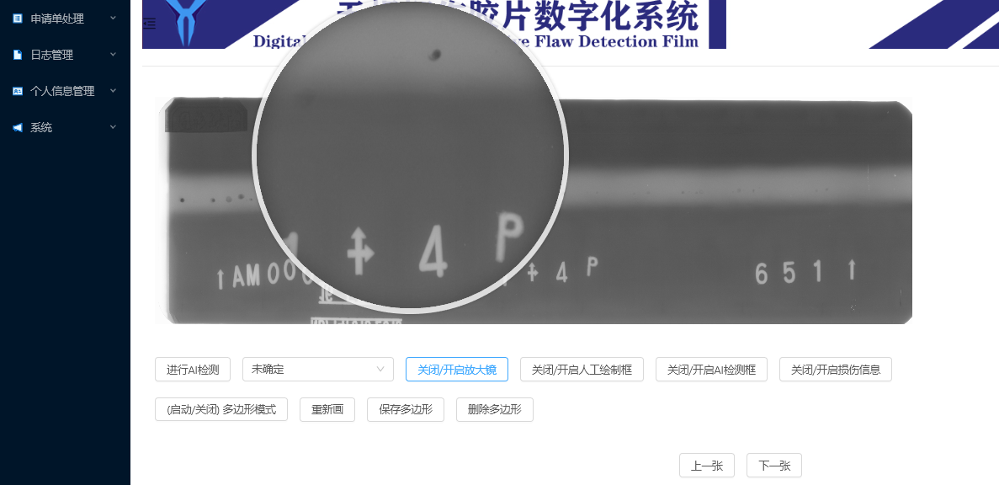 申请单处理
日志管理
个人信息管理
系统
胶片数字化系统
Digital
Flaw Detection Film
4 P
↑AM00
4 P
6 5 1 ↑
进行AI检测
未确定
关闭/开启放大镜
关闭/开启人工绘制框
关闭/开启AI检测框
关闭/开启损伤信息
(启动/关闭) 多边形模式
重新画
保存多边形
删除多边形
上一张
下一张